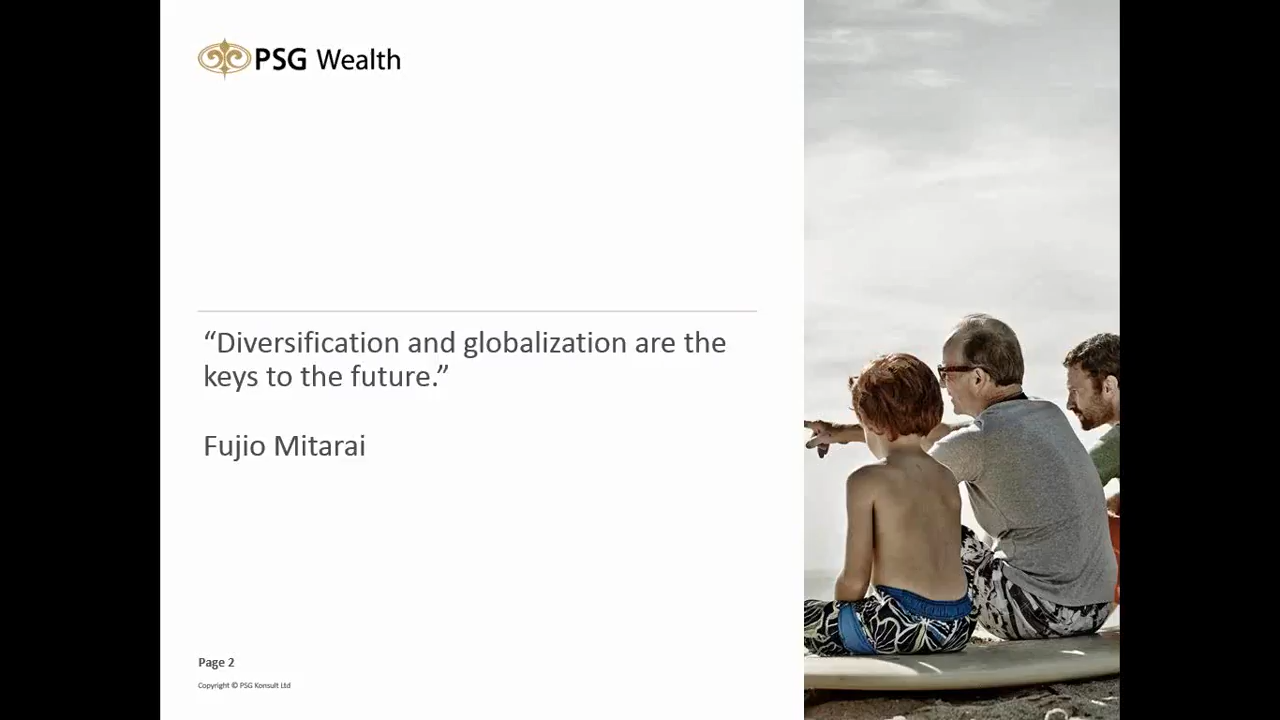 PSG Wealth
“Diversification and globalization are the
keys to the future.”
Fujio Mitarai
Page 2
Copyright © PSG Konsult Ltd